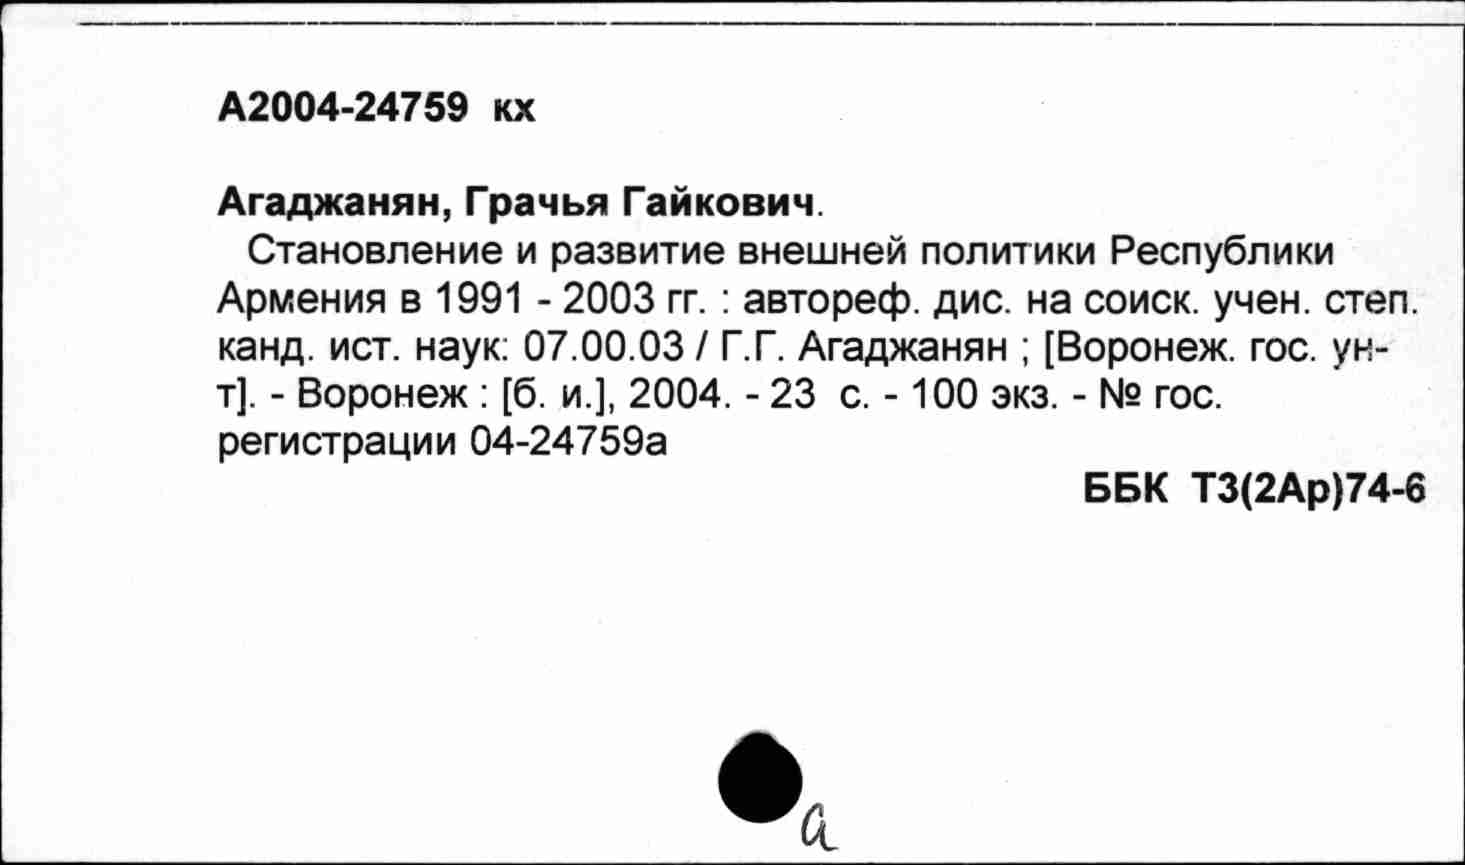 А2004-24759 кх
Агаджанян, Грачья Гайкович.
Становление и развитие внешней политики Республики
Армения в 1991 - 2003 гг. : автореф. дис. на соиск. учен. степ.
канд. ист. наук: 07.00.03 / Г.Г. Агаджанян ; [Воронеж. гос. ун-
т]. - Воронеж : [б. и.], 2004. - 23 с. - 100 экз. - № гос.
регистрации 04-24759а
ББК Т3(2Ар)74-6
а